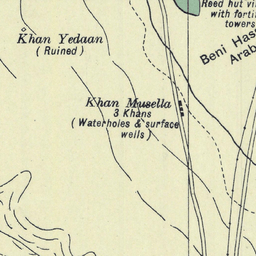 Reed hut vi
with forti
towers
Khan Yedaan
(Ruined)
Beni Has
Arab
Khan Musella
3 Khans
(Waterholes & surface
wells)